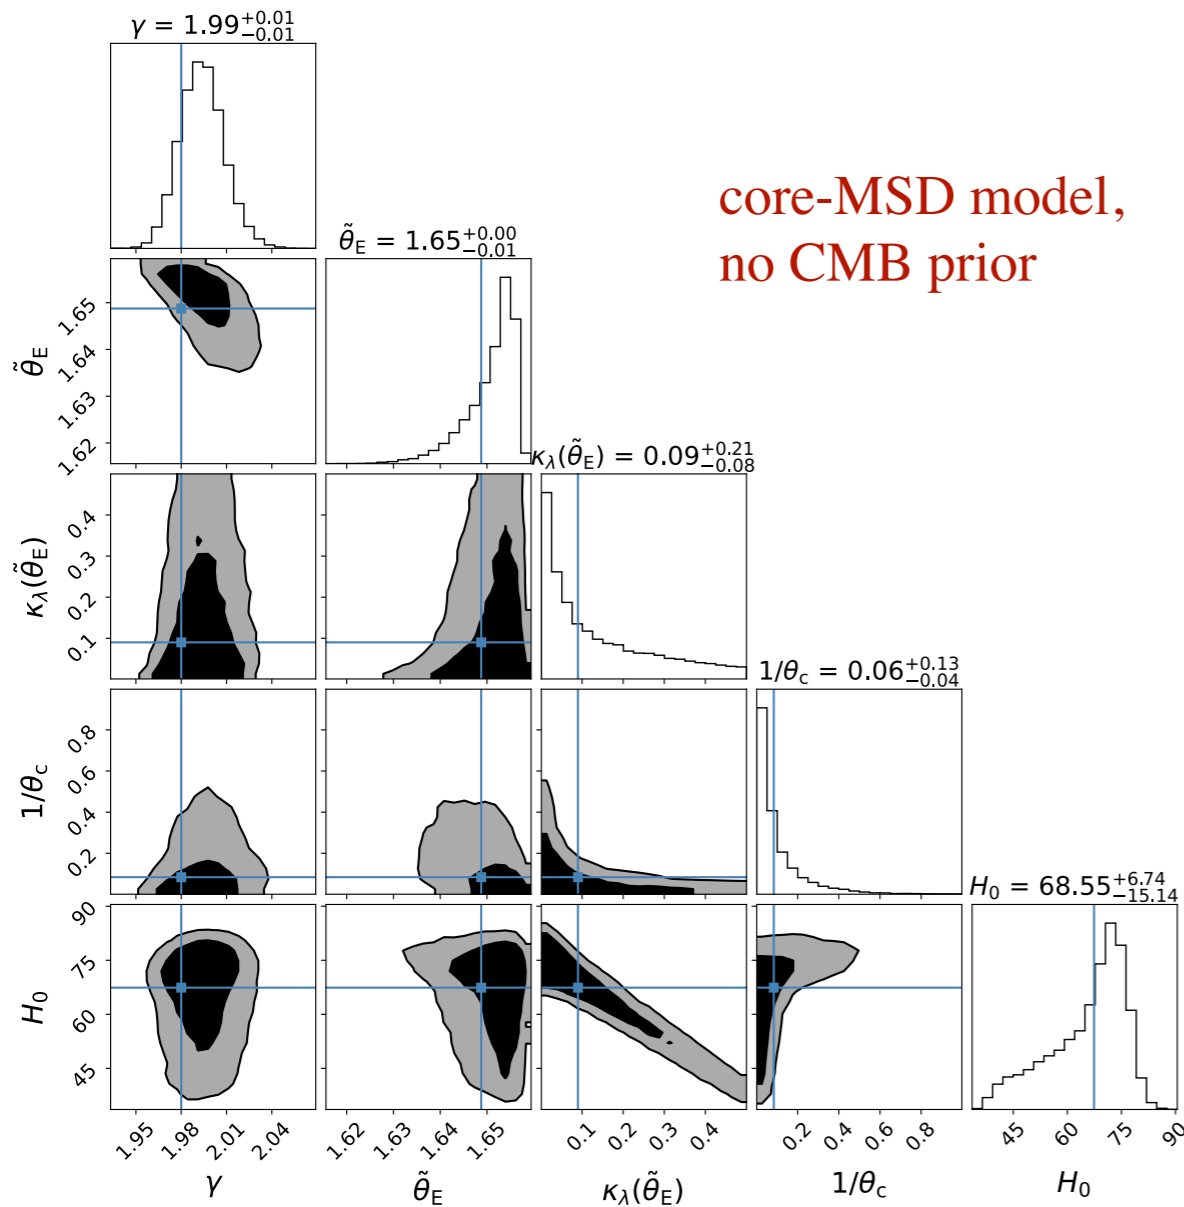 γ = 1.99 +0.01 −0.01
core-MSD model,
no CMB prior
θ̃_E = 1.65 +0.00 −0.01
1.65
1.64
1.63
1.62
θ̃_E
κ_λ(θ̃_E) = 0.09 +0.21 −0.08
0.4
0.3
0.2
0.1
κ_λ(θ̃_E)
1/θ_c = 0.06 +0.13 −0.04
0.8
0.6
0.4
0.2
1/θ_c
H_0 = 68.55 +6.74 −15.14
90
75
60
45
H_0
1.95 1.98 2.01 2.04
1.62 1.63 1.64 1.65
0.1 0.2 0.3 0.4
0.2 0.4 0.6 0.8
45 60 75 90
γ θ̃_E κ_λ(θ̃_E) 1/θ_c H_0